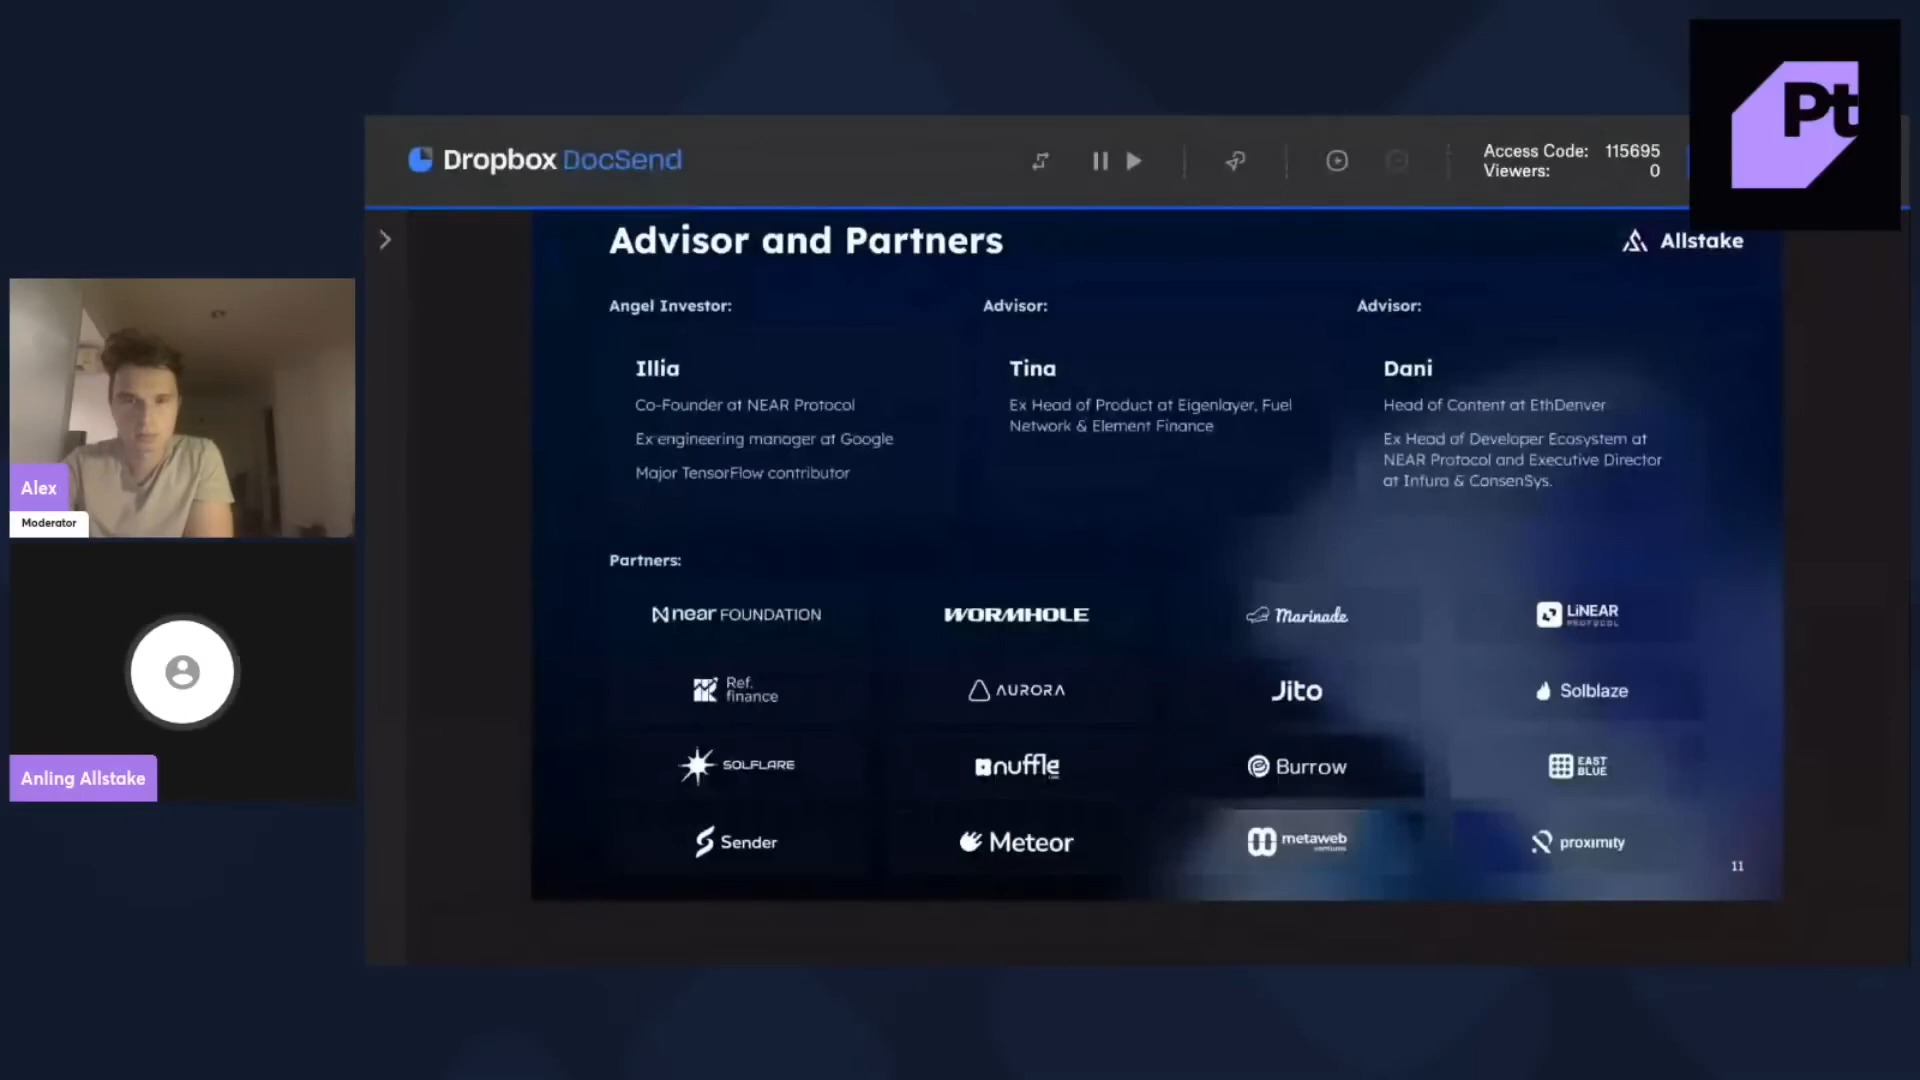 Pt
Dropbox DocSend
Access Code: 115695
Viewers: 0
Advisor and Partners
Allstake
Angel Investor:
Illia
Co-Founder at NEAR Protocol
Ex engineering manager at Google
Major TensorFlow contributor
Advisor:
Tina
Ex Head of Product at Eigenlayer, Fuel
Network & Element Finance
Advisor:
Dani
Head of Content at EthDenver
Ex Head of Developer Ecosystem at
NEAR Protocol and Executive Director
at Infura & ConsenSys.
Partners:
near FOUNDATION
WORMHOLE
Marinade
LiNEAR
PROTOCOL
Ref.
finance
AURORA
Jito
Solblaze
SOLFLARE
nuffle
Burrow
EAST
BLUE
Sender
Meteor
metaweb
ventures
proximity
11
Alex
Moderator
Anling Allstake